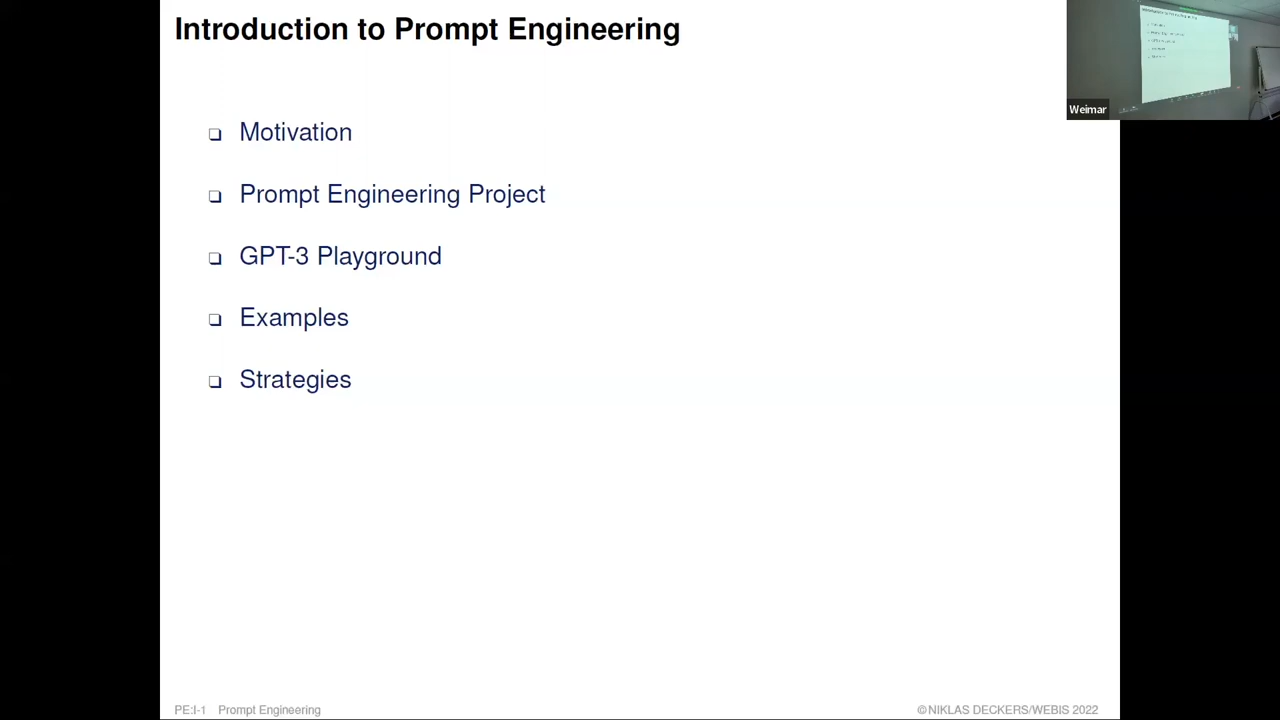 Introduction to Prompt Engineering
Weimar
❑ Motivation
❑ Prompt Engineering Project
❑ GPT-3 Playground
❑ Examples
❑ Strategies
PE:I-1 Prompt Engineering
©NIKLAS DECKERS/WEBIS 2022